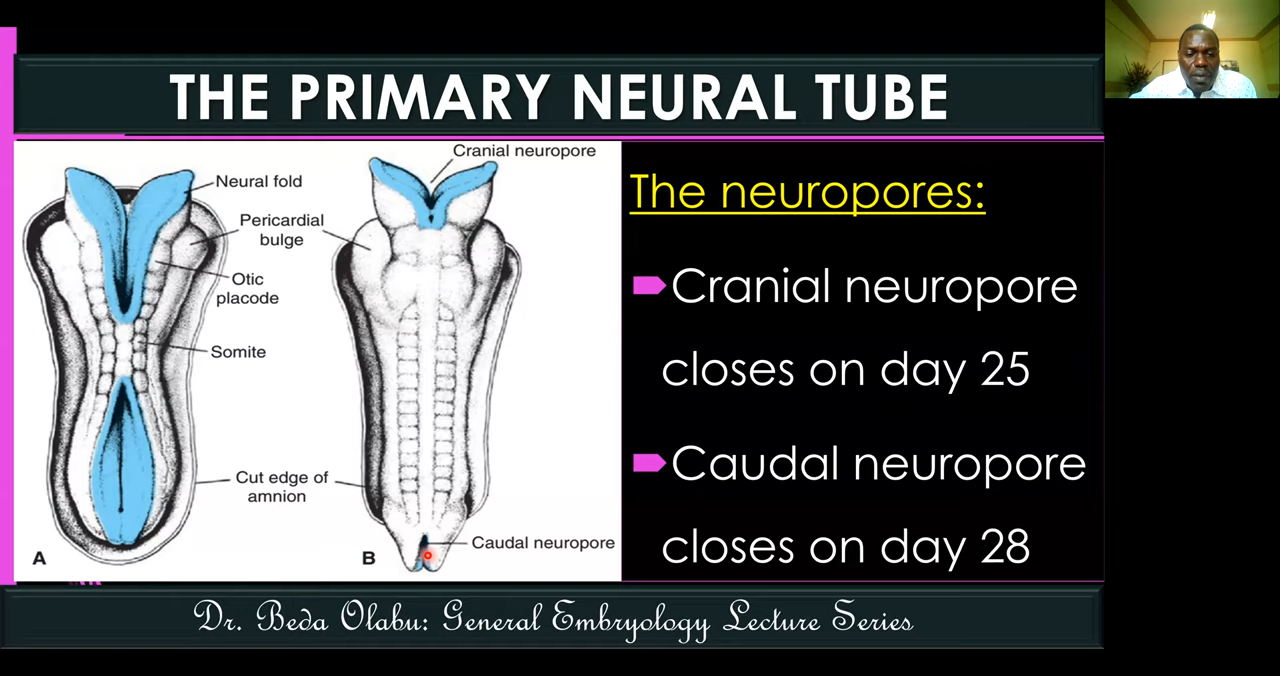 THE PRIMARY NEURAL TUBE
Cranial neuropore
Neural fold
Pericardial
bulge
Otic
placode
Somite
Cut edge of
amnion
Caudal neuropore
A
B
The neuropores:
Cranial neuropore
closes on day 25
Caudal neuropore
closes on day 28
Dr. Beda Olabu: General Embryology Lecture Series